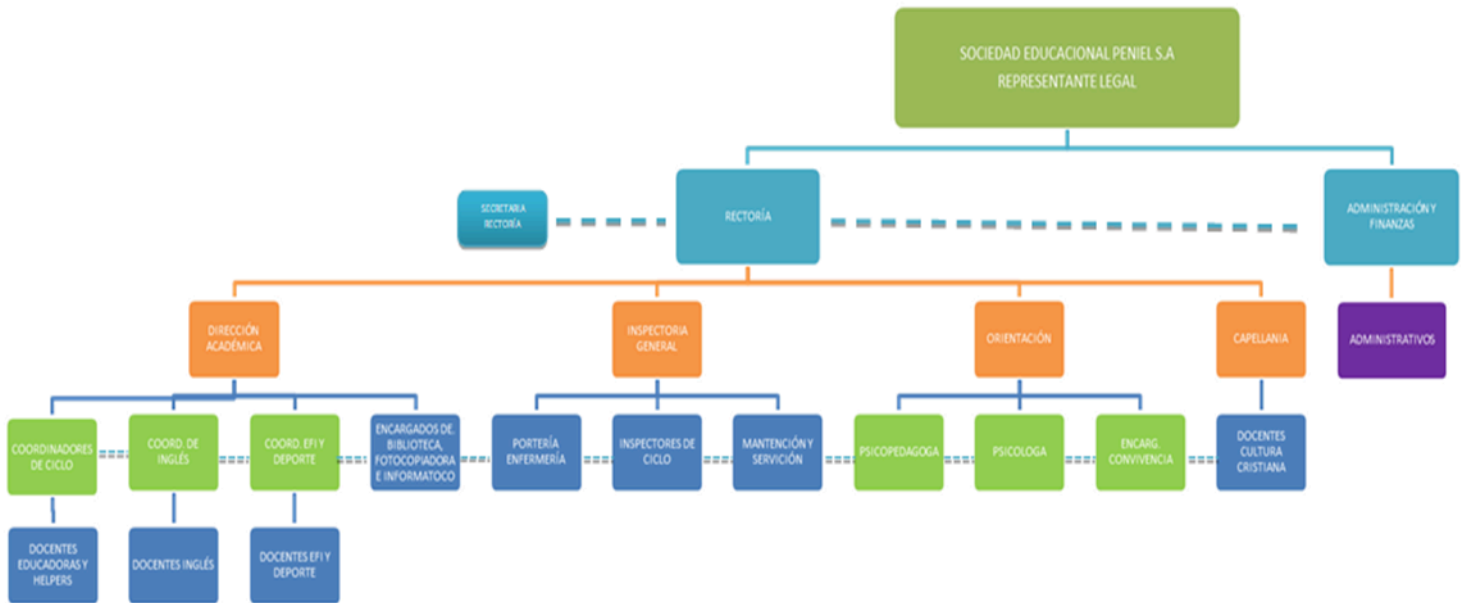 SOCIEDAD EDUCACIONAL PENIEL S.A
REPRESENTANTE LEGAL
SECRETARIA
RECTORÍA
RECTORÍA
ADMINISTRACIÓN Y
FINANZAS
DIRECCIÓN
ACADÉMICA
INSPECTORIA
GENERAL
ORIENTACIÓN
CAPELLANIA
ADMINISTRATIVOS
COORDINADORES
DE CICLO
COORD. DE
INGLÉS
COORD. EFI Y
DEPORTE
ENCARGADOS DE.
BIBLIOTECA,
FOTOCOPIADORA
E INFORMATOCO
PORTERÍA
ENFERMERÍA
INSPECTORES DE
CICLO
MANTENCIÓN Y
SERVICIÓN
PSICOPEDAGOGA
PSICOLOGA
ENCARG.
CONVIVENCIA
DOCENTES
CULTURA
CRISTIANA
DOCENTES
EDUCADORAS Y
HELPERS
DOCENTES INGLÉS
DOCENTES EFI Y
DEPORTE